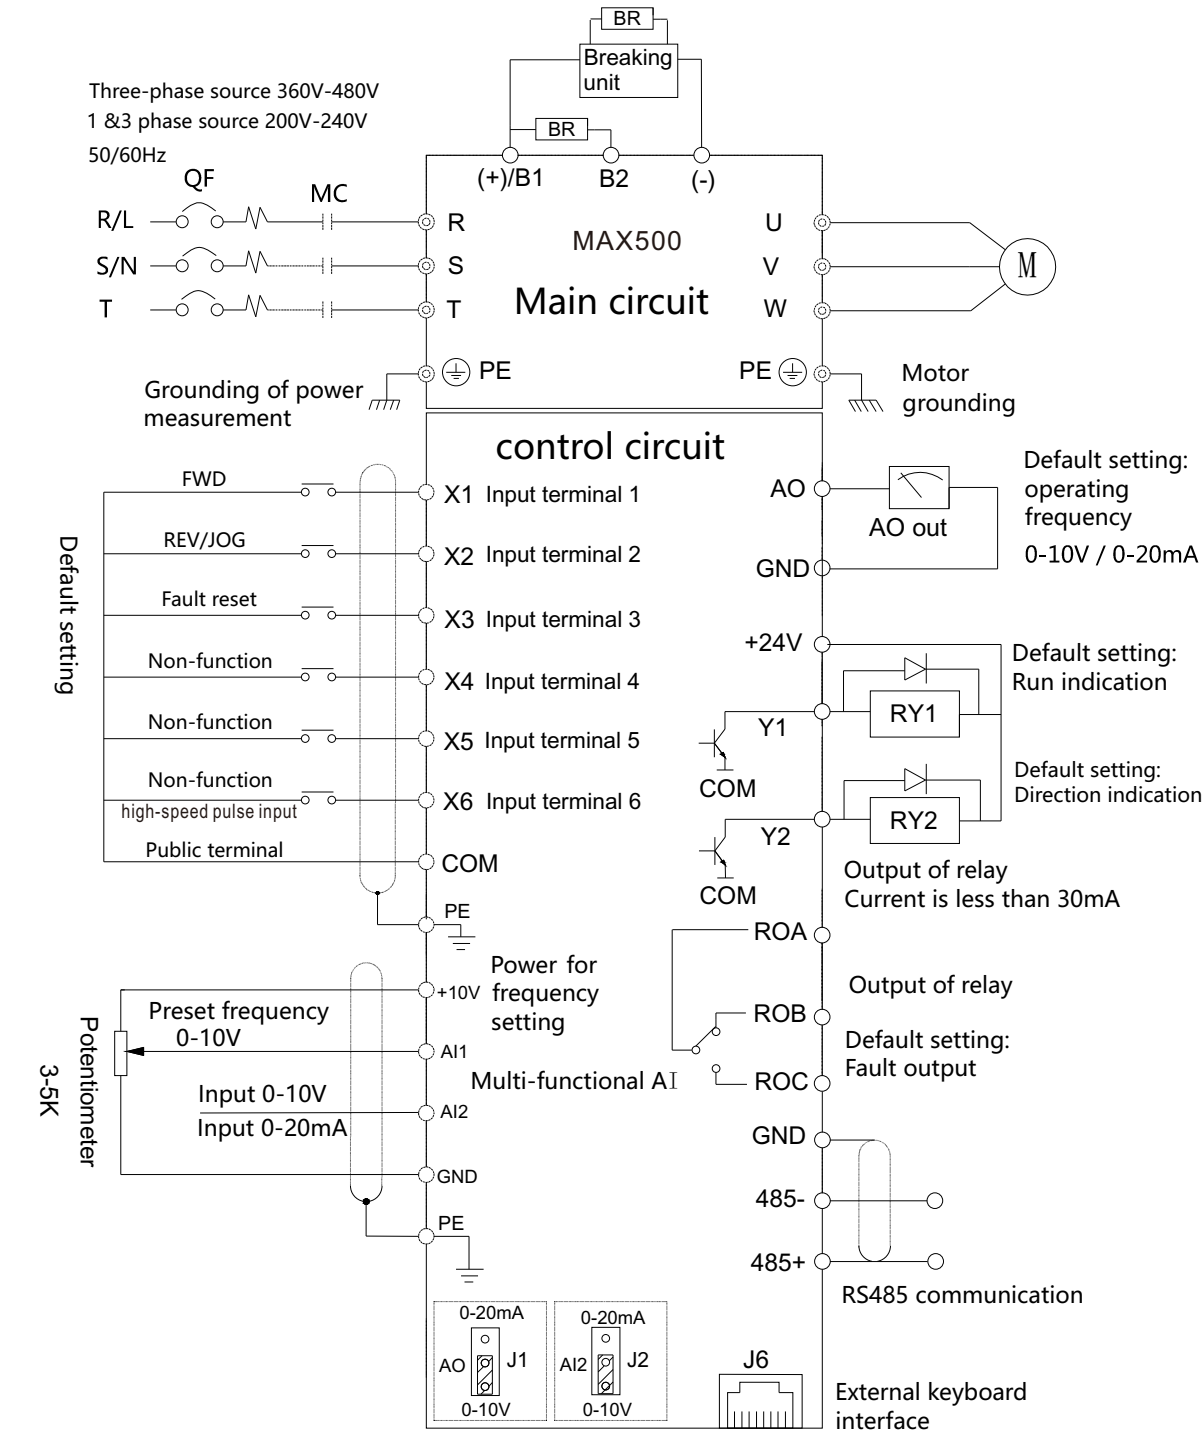 BR
Breaking
unit
BR
Three-phase source 360V-480V
1 &3 phase source 200V-240V
50/60Hz
(+)/B1
B2
(-)
QF
MC
R/L
R
S/N
S
T
T
MAX500
Main circuit
U
V
W
M
PE
PE
Grounding of power
measurement
Motor
grounding
control circuit
Default setting
FWD
X1 Input terminal 1
REV/JOG
X2 Input terminal 2
Fault reset
X3 Input terminal 3
Non-function
X4 Input terminal 4
Non-function
X5 Input terminal 5
Non-function
high-speed pulse input
X6 Input terminal 6
Public terminal
COM
PE
AO
AO out
GND
Default setting:
operating
frequency
0-10V / 0-20mA
+24V
Default setting:
Run indication
RY1
Y1
COM
Default setting:
Direction indication
RY2
Y2
COM
Output of relay
Current is less than 30mA
ROA
ROB
ROC
Output of relay
Default setting:
Fault output
+10V
Power for
frequency
setting
Preset frequency
0-10V
AI1
Multi-functional AI
Input 0-10V
Input 0-20mA
AI2
GND
PE
Potentiometer
3-5K
GND
485-
485+
RS485 communication
0-20mA
AO
J1
0-10V
0-20mA
AI2
J2
0-10V
J6
External keyboard
interface